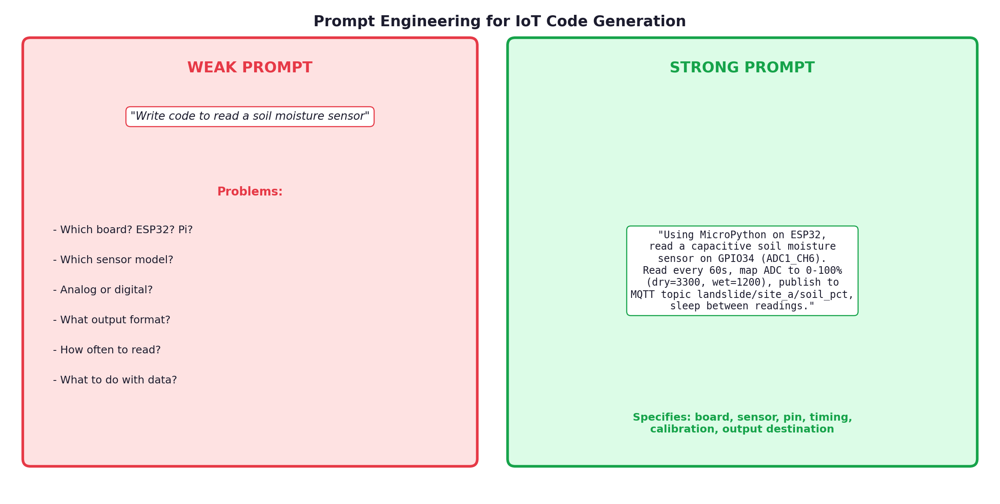 Prompt Engineering for IoT Code Generation
WEAK PROMPT
"Write code to read a soil moisture sensor"
Problems:
- Which board? ESP32? Pi?
- Which sensor model?
- Analog or digital?
- What output format?
- How often to read?
- What to do with data?
STRONG PROMPT
"Using MicroPython on ESP32,
read a capacitive soil moisture
sensor on GPIO34 (ADC1_CH6).
Read every 60s, map ADC to 0-100%
(dry=3300, wet=1200), publish to
MQTT topic landslide/site_a/soil_pct,
sleep between readings."
Specifies: board, sensor, pin, timing,
calibration, output destination